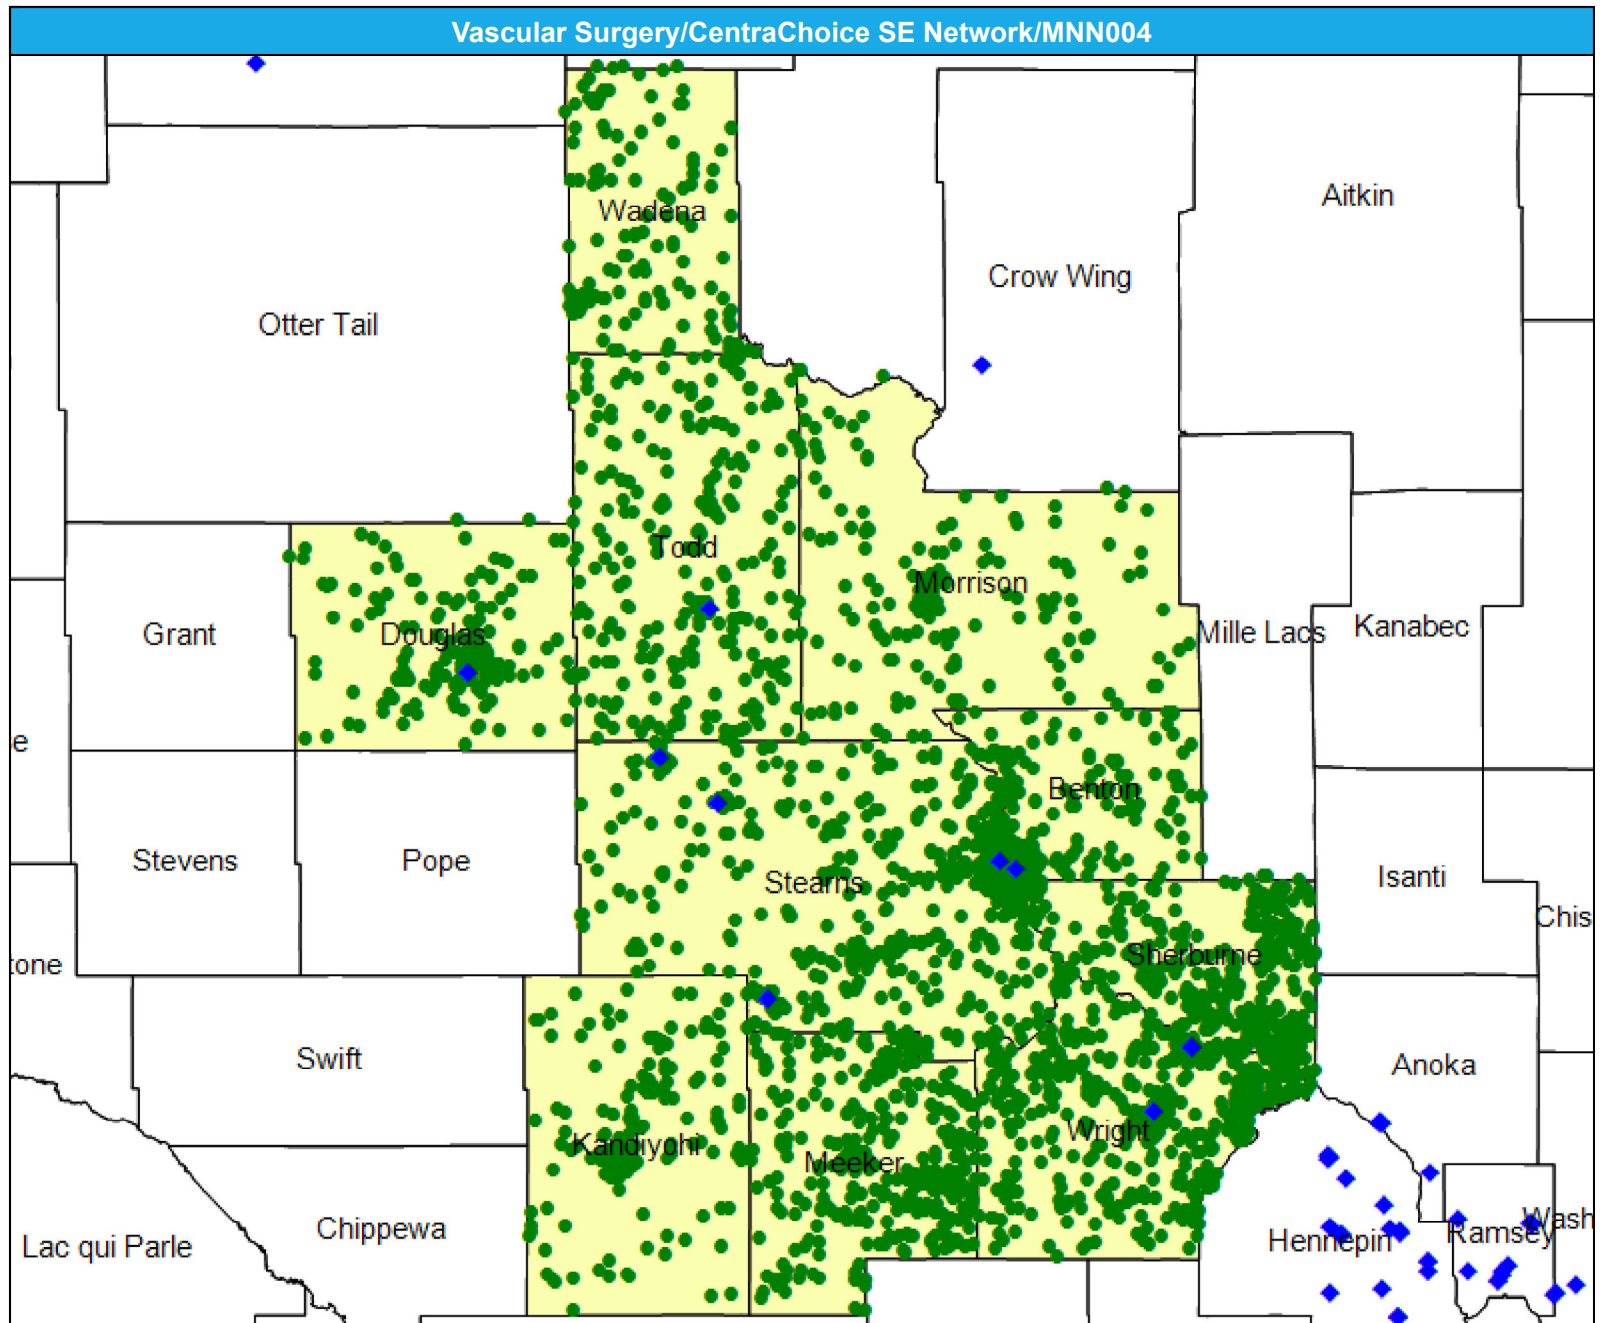 Vascular Surgery/CentraChoice SE Network/MNN004
Aitkin
Wadena
Crow Wing
Otter Tail
Todd
Morrison
Grant
Douglas
Mille Lacs
Kanabec
e
Benton
Stevens
Pope
Stearns
Isanti
Chis
Sherburne
tone
Swift
Anoka
Kandiyohi
Wright
Meeker
Chippewa
Lac qui Parle
Hennepin
Ramsey
Wash